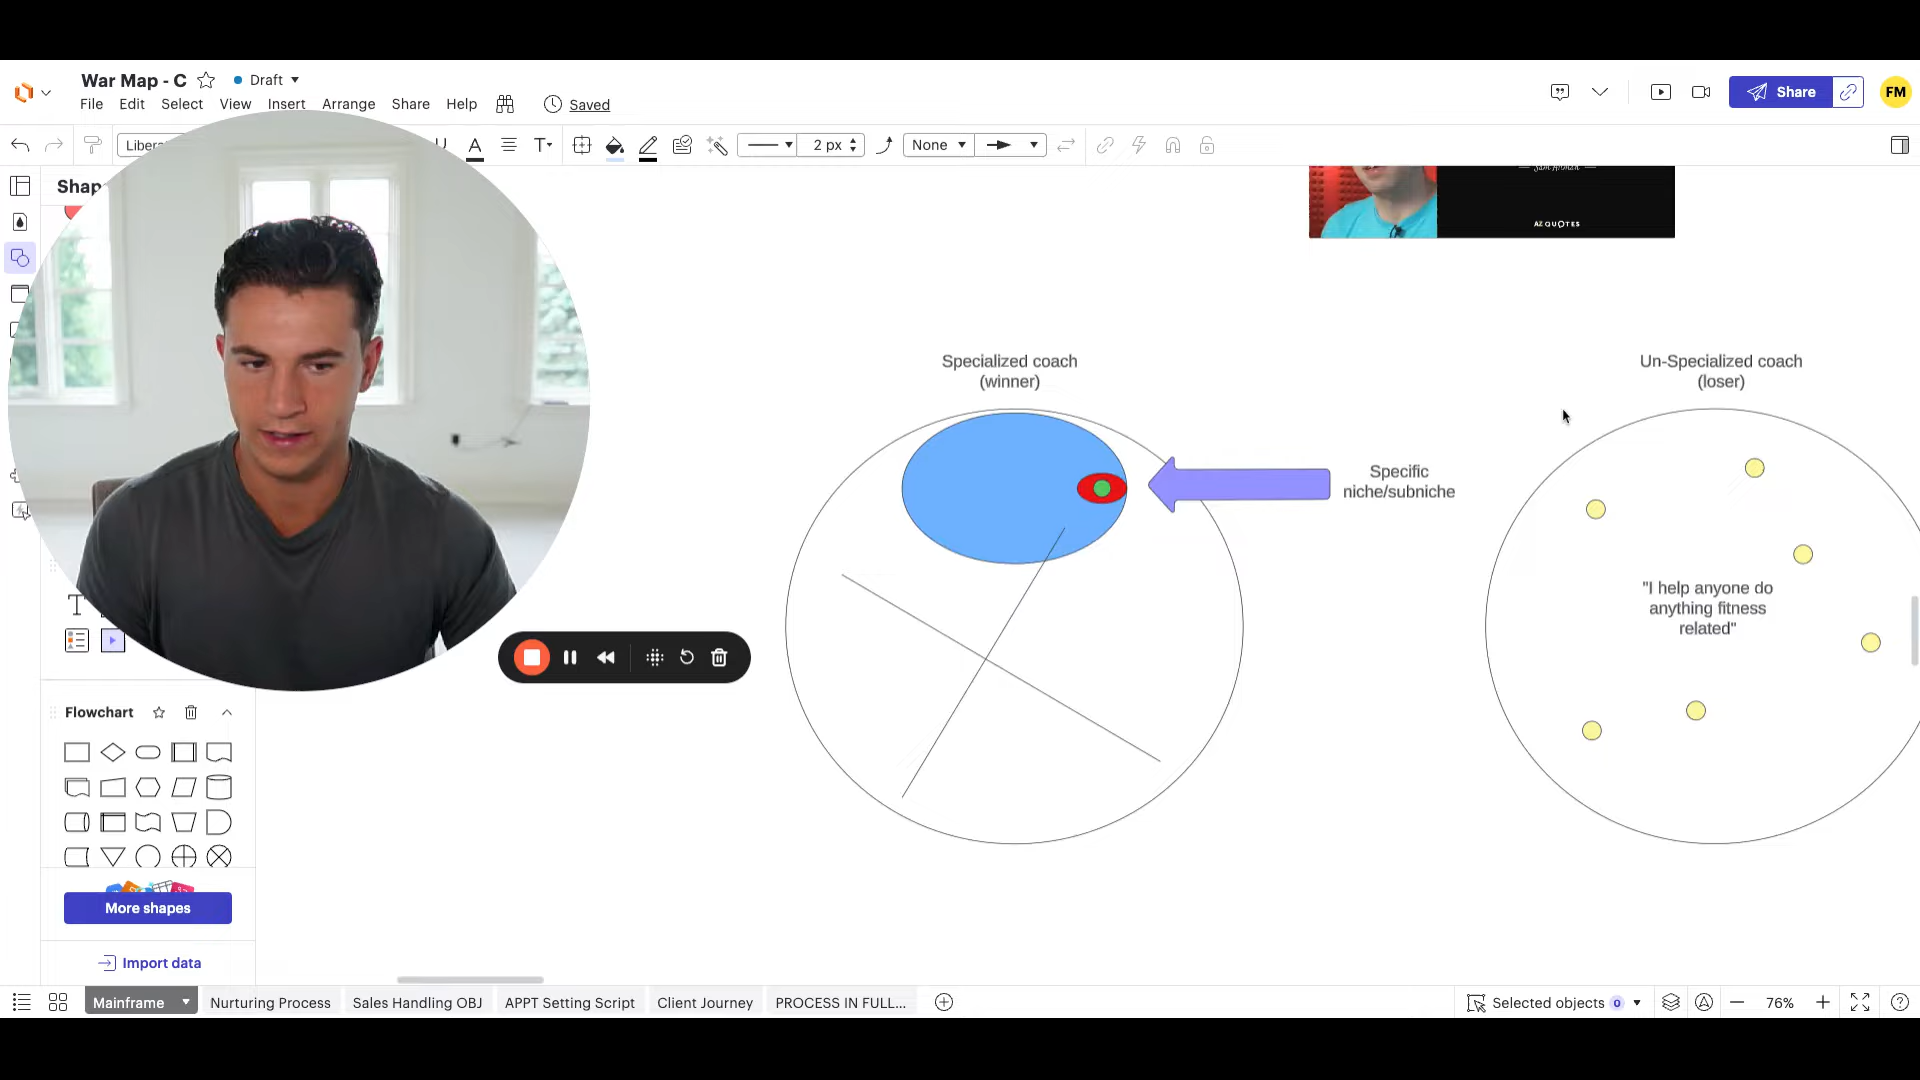 War Map - C
Draft
File Edit Select View Insert Arrange Share Help
Saved
Share
FM
2 px
None
AZ QUOTES
Specialized coach
(winner)
Un-Specialized coach
(loser)
Specific
niche/subniche
"I help anyone do
anything fitness
related"
T
Flowchart
More shapes
Import data
Mainframe
Nurturing Process
Sales Handling OBJ
APPT Setting Script
Client Journey
PROCESS IN FULL...
Selected objects 0
76%